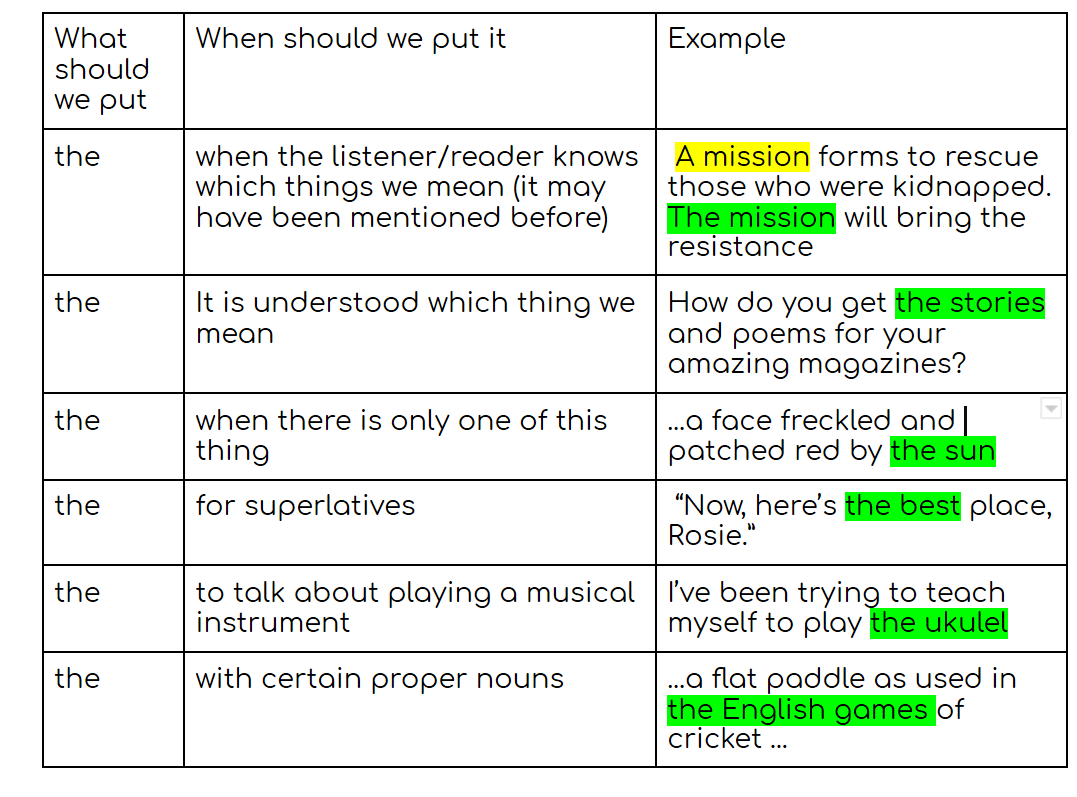 What should we put
When should we put it
Example
the
when the listener/reader knows
which things we mean (it may
have been mentioned before)
A mission forms to rescue
those who were kidnapped.
The mission will bring the
resistance
the
It is understood which thing we
mean
How do you get the stories
and poems for your
amazing magazines?
the
when there is only one of this
thing
...a face freckled and
patched red by the sun
the
for superlatives
“Now, here’s the best place,
Rosie.”
the
to talk about playing a musical
instrument
I’ve been trying to teach
myself to play the ukulel
the
with certain proper nouns
...a flat paddle as used in
the English games of
cricket ...